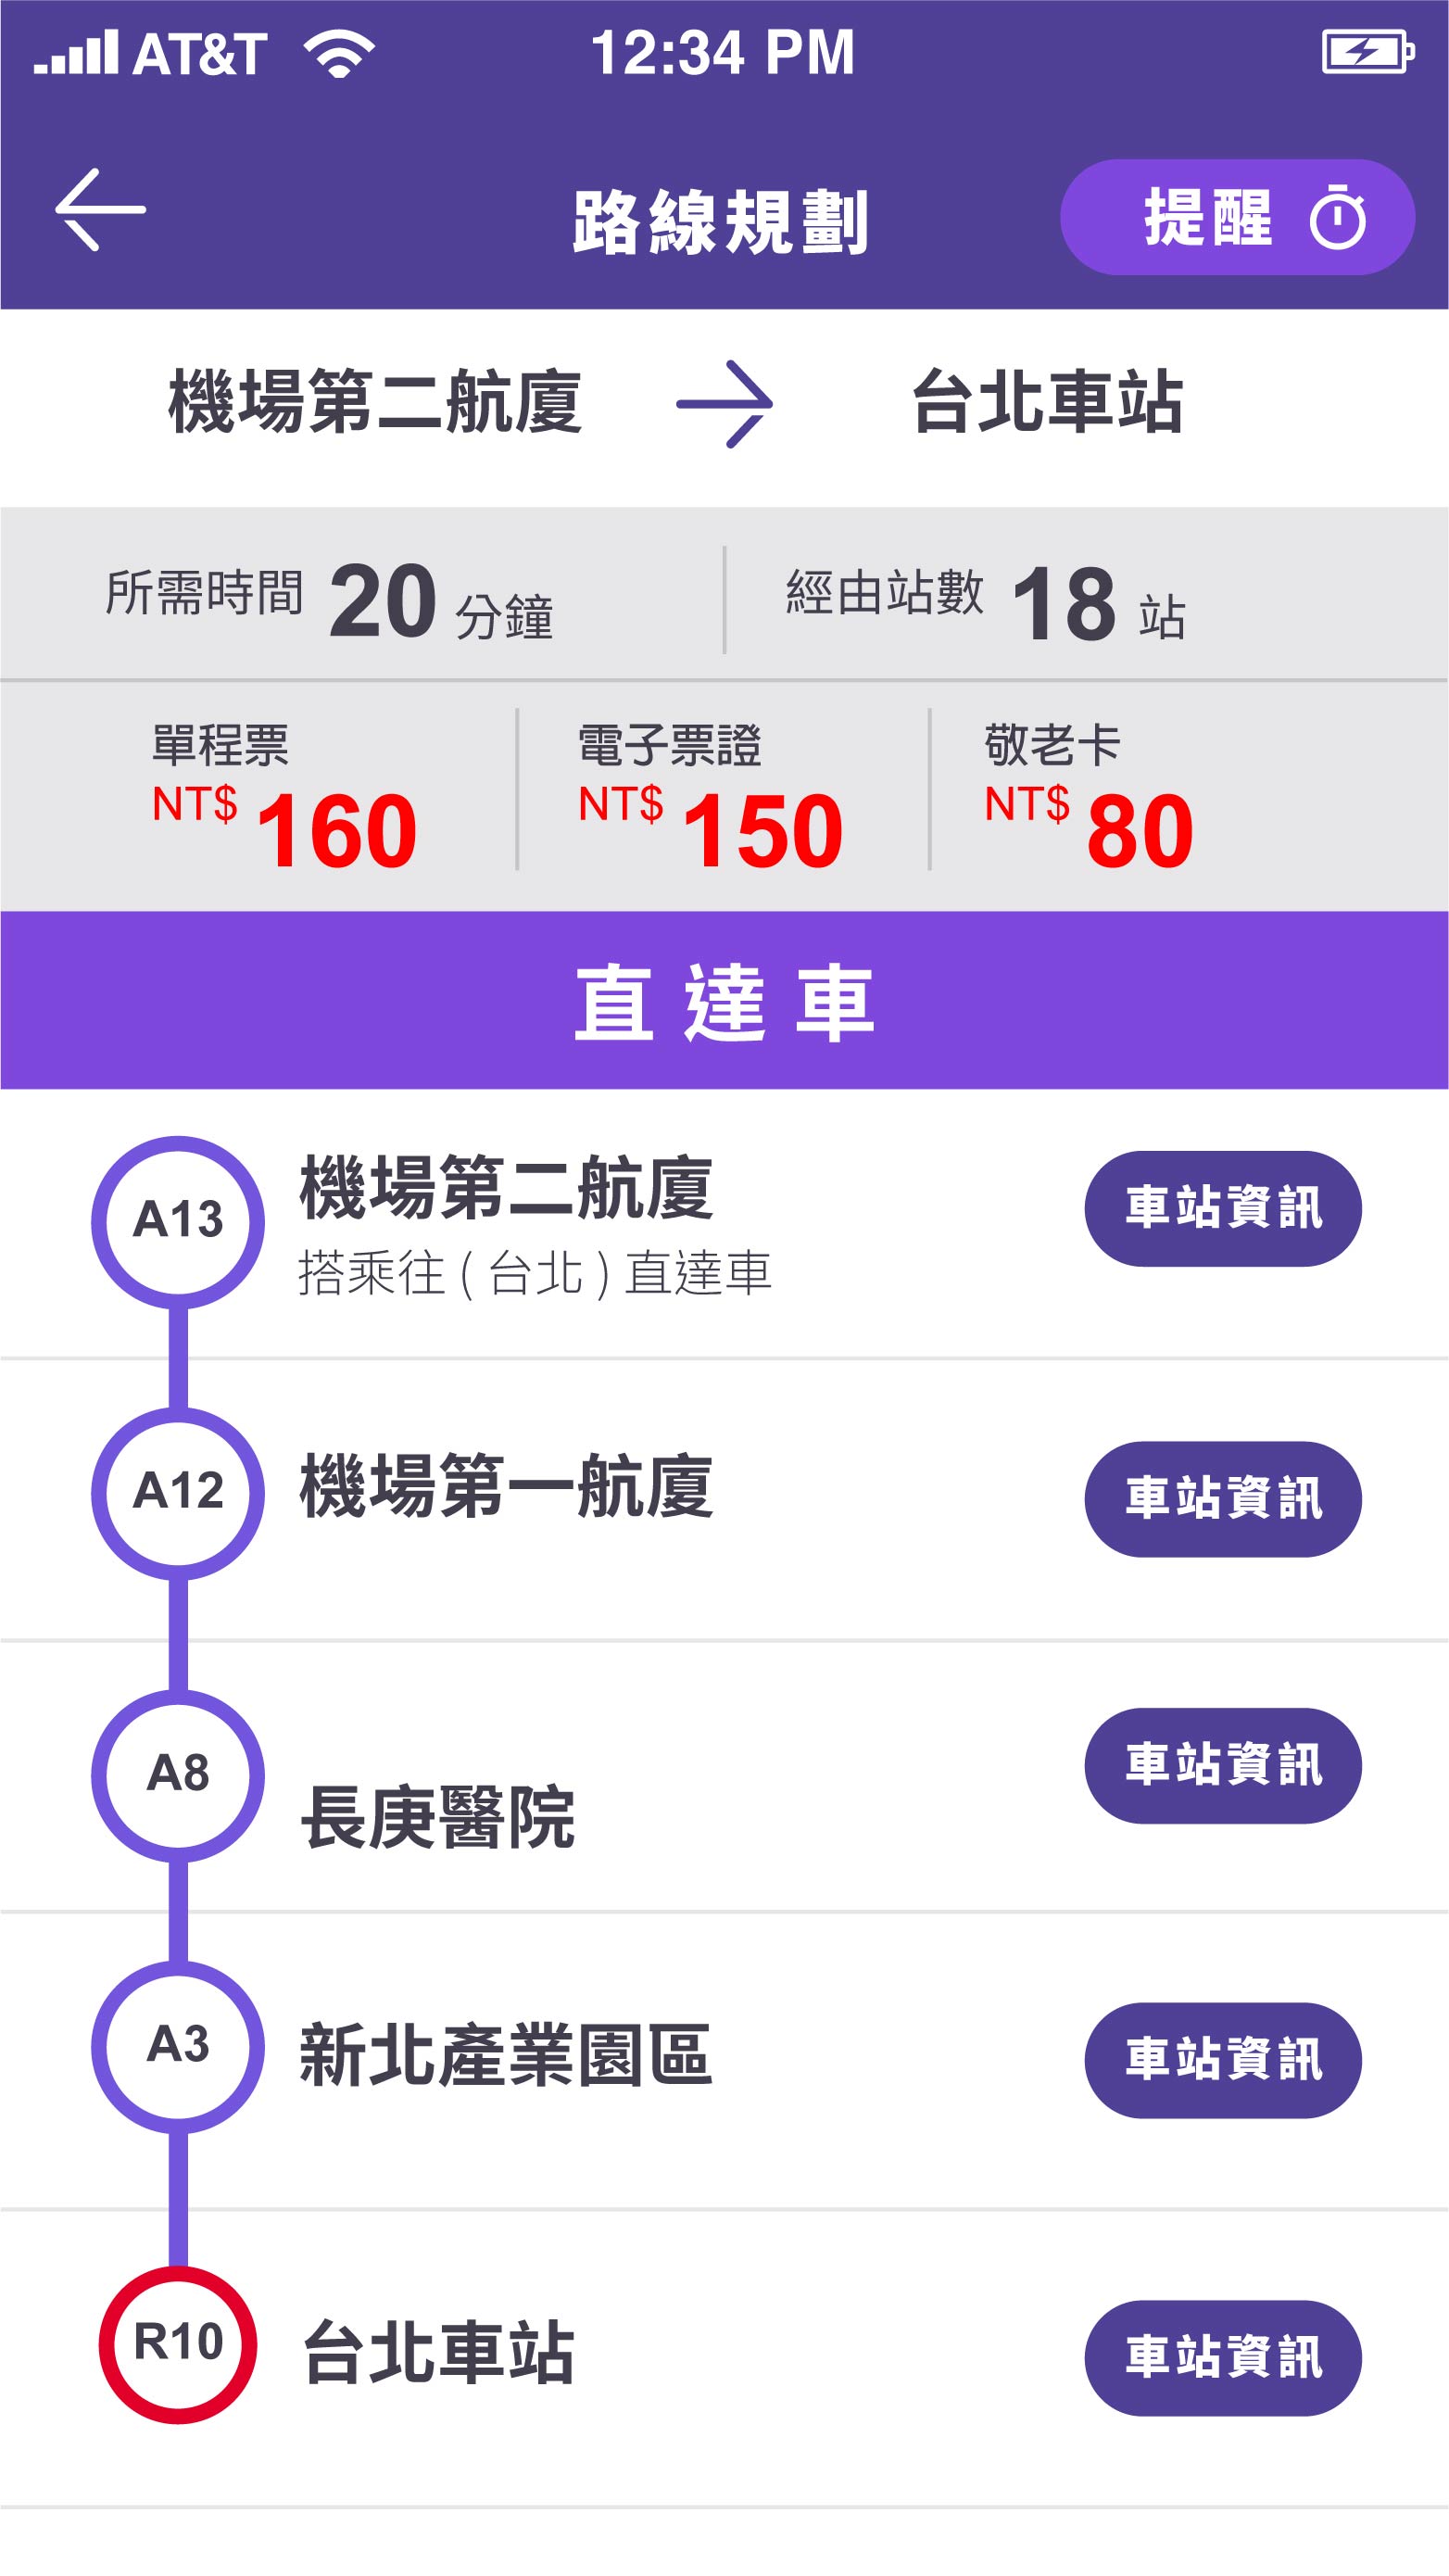 AT&T 12:34 PM
路線規劃 提醒
機場第二航廈 台北車站
所需時間 20 分鐘 經由站數 18 站
單程票 電子票證 敬老卡
NT$ 160 NT$ 150 NT$ 80
直達車
A13 機場第二航廈 車站資訊
搭乘往(台北)直達車
A12 機場第一航廈 車站資訊
A8 長庚醫院 車站資訊
A3 新北產業園區 車站資訊
R10 台北車站 車站資訊